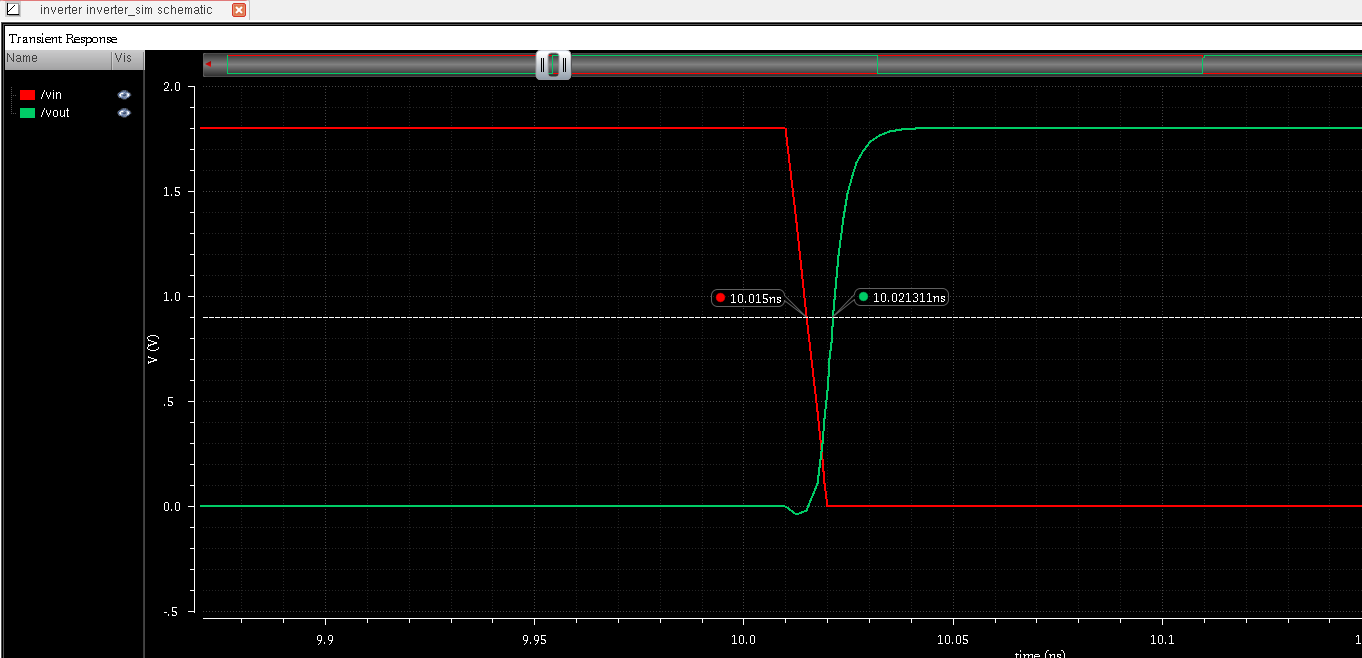 inverter inverter_sim schematic
Transient Response
Name Vis
/vin
/vout
2.0
1.5
1.0
.5
0.0
-.5
V (V)
10.015ns
10.021311ns
9.9 9.95 10.0 10.05 10.1
time (ns)